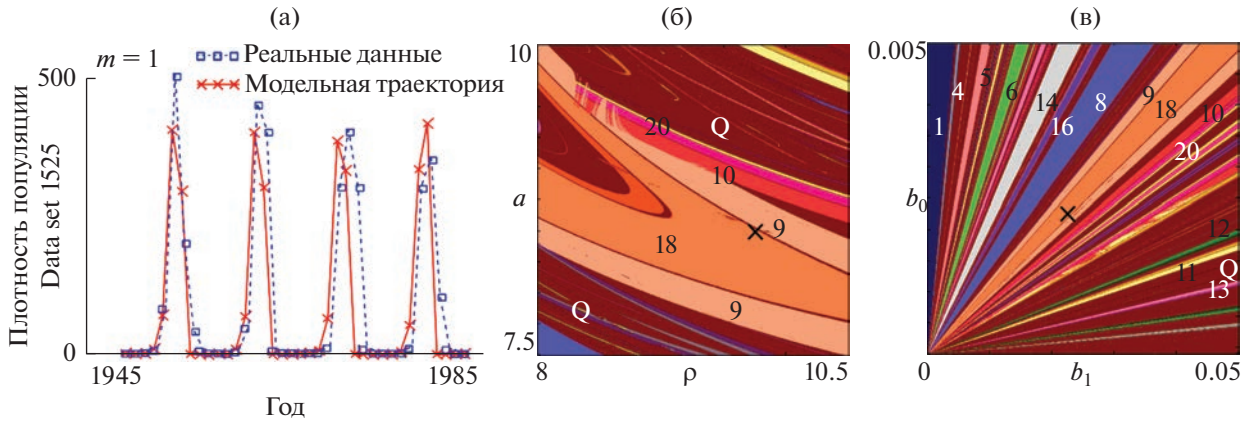 (а)
m = 1
Реальные данные
Модельная траектория
500
0
Плотность популяции
Data set 1525
1945
1985
Год
(б)
10
a
7.5
8
ρ
10.5
20
Q
10
9
18
9
Q
(в)
0.005
b0
0
b1
0.05
4
5
6
14
8
9
18
10
1
16
20
12
11
Q
13